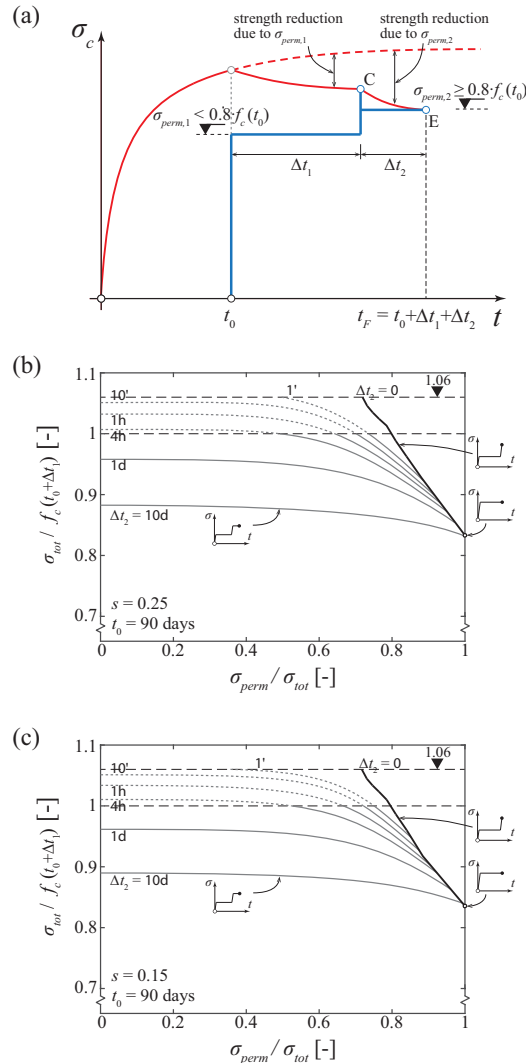 (a)
σc
strength reduction
due to σperm,1
strength reduction
due to σperm,2
C
σperm,2 ≥ 0.8·fc(t0)
σperm,1 < 0.8·fc(t0)
E
Δt1
Δt2
t0
tF = t0+Δt1+Δt2
t
(b)
1.1
1
0.9
0.8
0.7
σtot / fc(t0+Δt1) [-]
10'
1'
Δt2 = 0
1.06
1h
4h
1d
Δt2 = 10d
σ
t
σ
t
σ
t
s = 0.25
t0 = 90 days
0
0.2
0.4
0.6
0.8
1
σperm / σtot [-]
(c)
1.1
1
0.9
0.8
0.7
σtot / fc(t0+Δt1) [-]
10'
1'
Δt2 = 0
1.06
1h
4h
1d
Δt2 = 10d
σ
t
σ
t
σ
t
s = 0.15
t0 = 90 days
0
0.2
0.4
0.6
0.8
1
σperm / σtot [-]